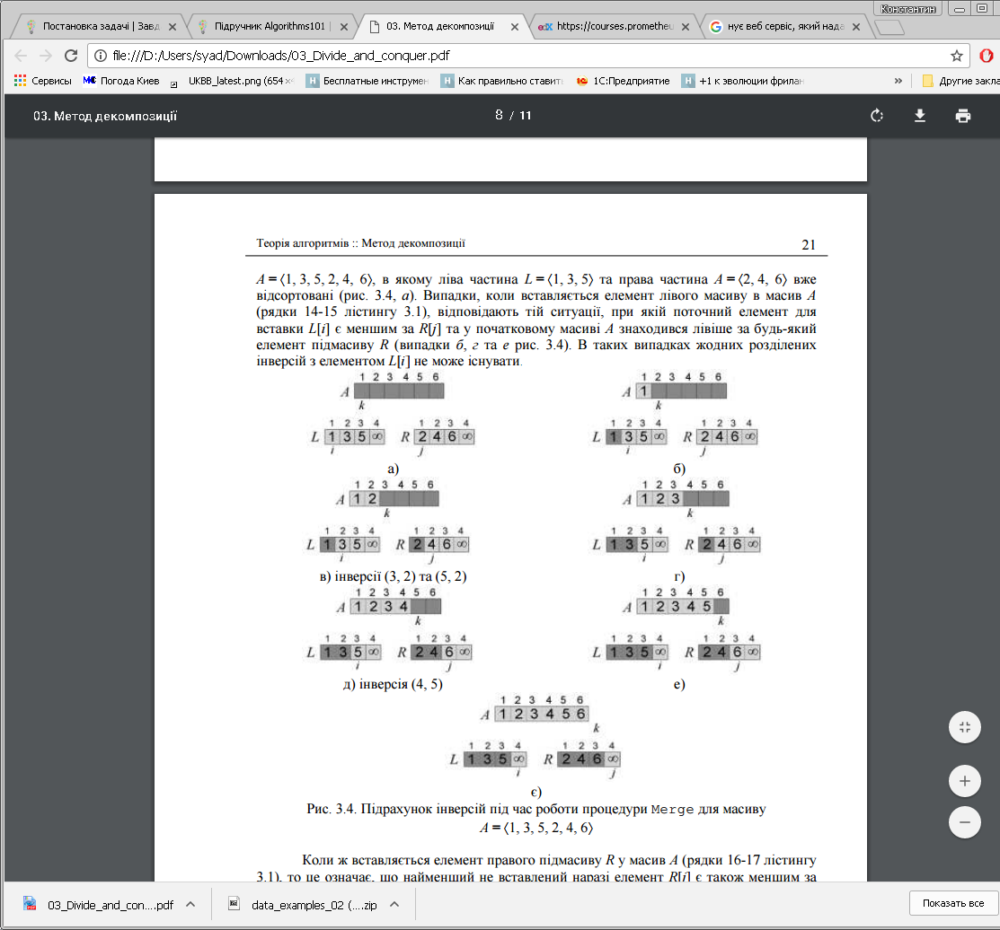 Константин
Постановка задачі | Завд
Підручник Algorithms101 |
03. Метод декомпозиції
https://courses.prometheu
нує веб сервіс, який нада
file:///D:/Users/syad/Downloads/03_Divide_and_conquer.pdf
Сервисы Погода Киев UKBB_latest.png (654× Бесплатные инструмен Как правильно ставить 1С:Предприятие +1 к эволюции фрилан » Другие закла
03. Метод декомпозиції 8 / 11
Теорія алгоритмів :: Метод декомпозиції 21
A = ⟨1, 3, 5, 2, 4, 6⟩, в якому ліва частина L = ⟨1, 3, 5⟩ та права частина A = ⟨2, 4, 6⟩ вже
відсортовані (рис. 3.4, а). Випадки, коли вставляється елемент лівого масиву в масив A
(рядки 14-15 лістингу 3.1), відповідають тій ситуації, при якій поточний елемент для
вставки L[i] є меншим за R[j] та у початковому масиві A знаходився лівіше за будь-який
елемент підмасиву R (випадки б, г та е рис. 3.4). В таких випадках жодних розділених
інверсій з елементом L[i] не може існувати.
1 2 3 4 5 6
A
k
1 2 3 4 1 2 3 4
L 1 3 5 ∞ R 2 4 6 ∞
i j
а)
1 2 3 4 5 6
A 1
k
1 2 3 4 1 2 3 4
L 1 3 5 ∞ R 2 4 6 ∞
i j
б)
1 2 3 4 5 6
A 1 2
k
1 2 3 4 1 2 3 4
L 1 3 5 ∞ R 2 4 6 ∞
i j
в) інверсії (3, 2) та (5, 2)
1 2 3 4 5 6
A 1 2 3
k
1 2 3 4 1 2 3 4
L 1 3 5 ∞ R 2 4 6 ∞
i j
г)
1 2 3 4 5 6
A 1 2 3 4
k
1 2 3 4 1 2 3 4
L 1 3 5 ∞ R 2 4 6 ∞
i j
д) інверсія (4, 5)
1 2 3 4 5 6
A 1 2 3 4 5
k
1 2 3 4 1 2 3 4
L 1 3 5 ∞ R 2 4 6 ∞
i j
е)
1 2 3 4 5 6
A 1 2 3 4 5 6
k
1 2 3 4 1 2 3 4
L 1 3 5 ∞ R 2 4 6 ∞
i j
є)
Рис. 3.4. Підрахунок інверсій під час роботи процедури Merge для масиву
A = ⟨1, 3, 5, 2, 4, 6⟩
Коли ж вставляється елемент правого підмасиву R у масив A (рядки 16-17 лістингу
3.1), то це означає, що найменший не вставлений наразі елемент R[j] є також меншим за
03_Divide_and_con....pdf data_examples_02 (....zip Показать все